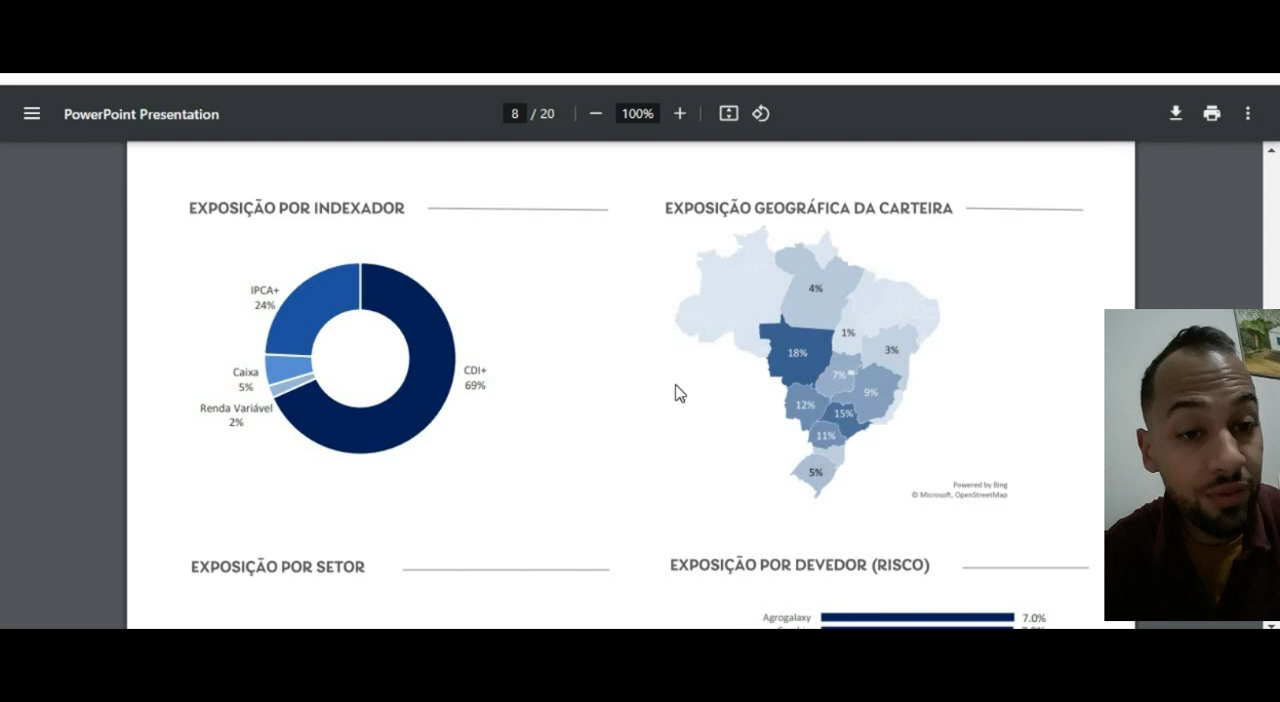 PowerPoint Presentation
8 / 20
100%
EXPOSIÇÃO POR INDEXADOR
IPCA+
24%
Caixa
5%
Renda Variável
2%
CDI+
69%
EXPOSIÇÃO GEOGRÁFICA DA CARTEIRA
4%
1%
18%
3%
7%
9%
12%
15%
11%
5%
Powered by Bing
© Microsoft, OpenStreetMap
EXPOSIÇÃO POR SETOR
EXPOSIÇÃO POR DEVEDOR (RISCO)
Agrogalaxy
7.0%